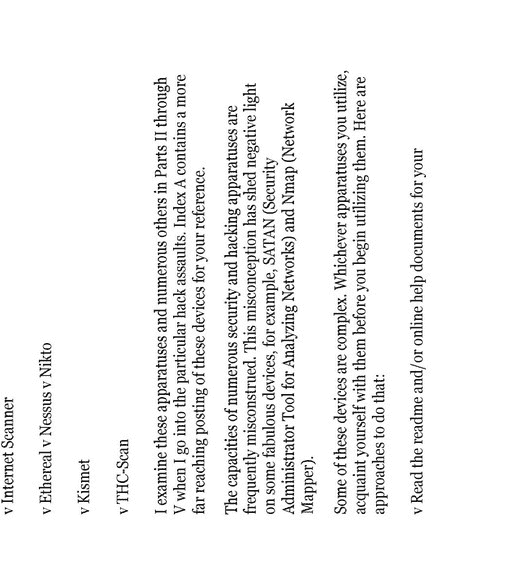 v Internet Scanner
v Ethereal v Nessus v Nikto
v Kismet
v THC-Scan
I examine these apparatuses and numerous others in Parts II through
V when I go into the particular hack assaults. Index A contains a more
far reaching posting of these devices for your reference.
The capacities of numerous security and hacking apparatuses are
frequently misconstrued. This misconception has shed negative light
on some fabulous devices, for example, SATAN (Security
Administrator Tool for Analyzing Networks) and Nmap (Network
Mapper).
Some of these devices are complex. Whichever apparatuses you utilize,
acquaint yourself with them before you begin utilizing them. Here are
approaches to do that:
v Read the readme and/or online help documents for your